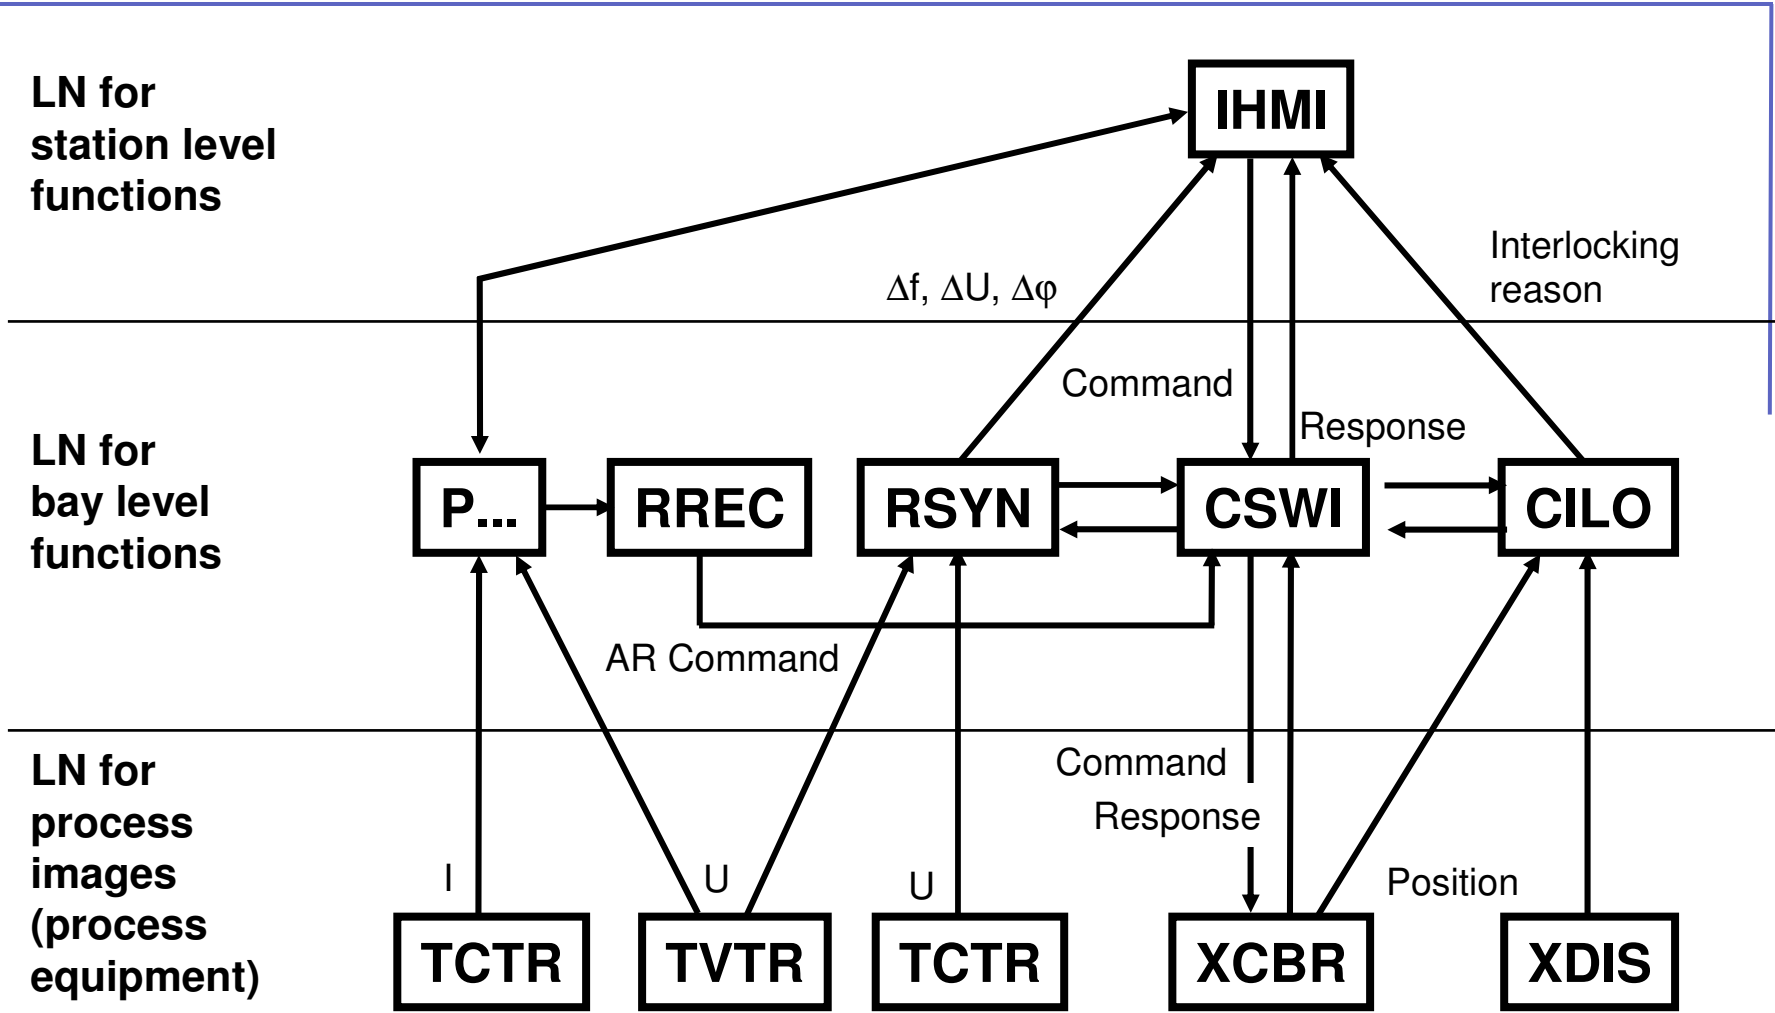 LN for
station level
functions
IHMI
Interlocking
reason
Δf, ΔU, Δφ
Command
Response
LN for
bay level
functions
P...
RREC
RSYN
CSWI
CILO
AR Command
LN for
process
images
(process
equipment)
Command
Response
I
U
U
Position
TCTR
TVTR
TCTR
XCBR
XDIS